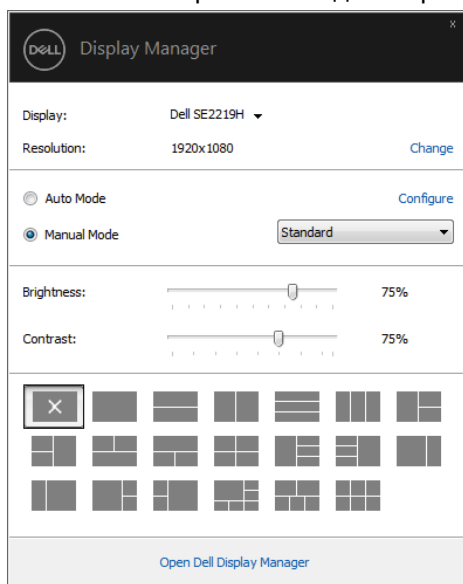 x
DELL Display Manager
Display: Dell SE2219H
Resolution: 1920x1080 Change
Auto Mode Configure
Manual Mode Standard
Brightness: 75%
Contrast: 75%
Open Dell Display Manager